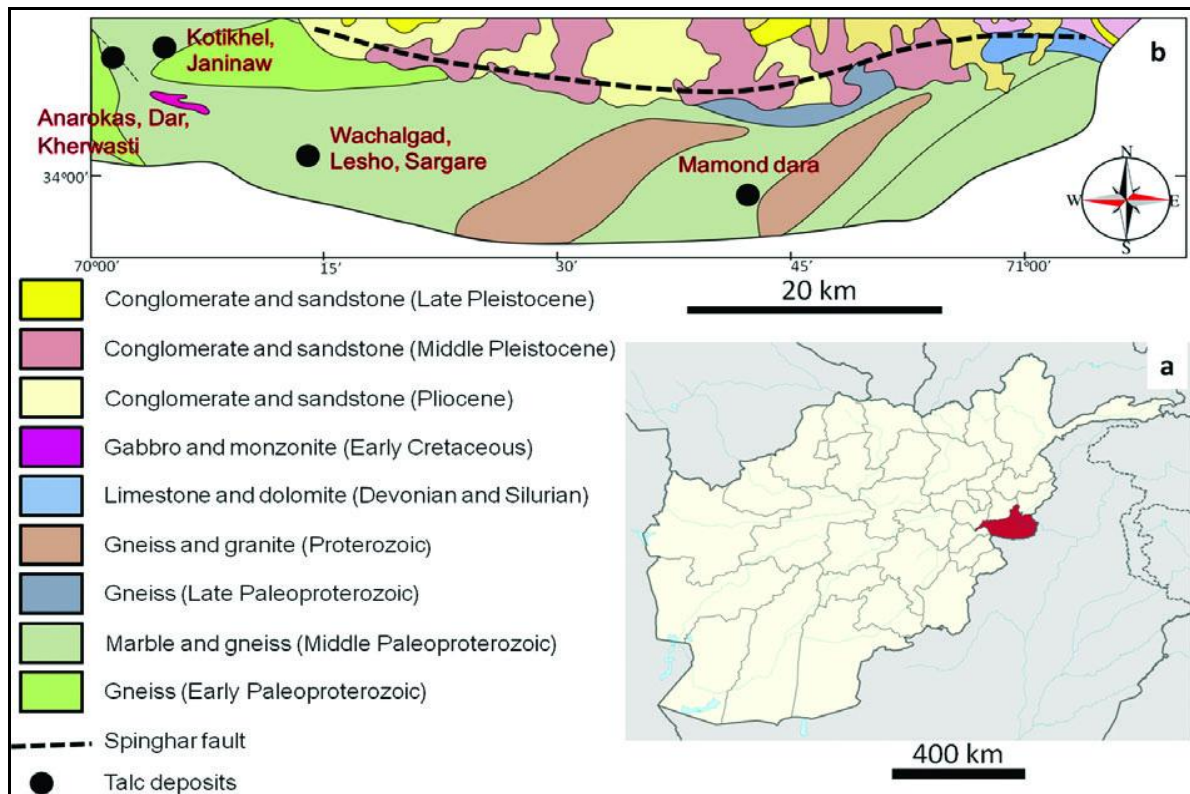 b
Kotikhel,
Janinaw
Anarokas, Dar,
Kherwasti
Wachalgad,
Lesho, Sargare
Mamond dara
N
W
E
S
34°00'
70°00'
15'
30'
45'
71°00'
20 km
Conglomerate and sandstone (Late Pleistocene)
Conglomerate and sandstone (Middle Pleistocene)
Conglomerate and sandstone (Pliocene)
Gabbro and monzonite (Early Cretaceous)
Limestone and dolomite (Devonian and Silurian)
Gneiss and granite (Proterozoic)
Gneiss (Late Paleoproterozoic)
Marble and gneiss (Middle Paleoproterozoic)
Gneiss (Early Paleoproterozoic)
Spinghar fault
Talc deposits
a
400 km